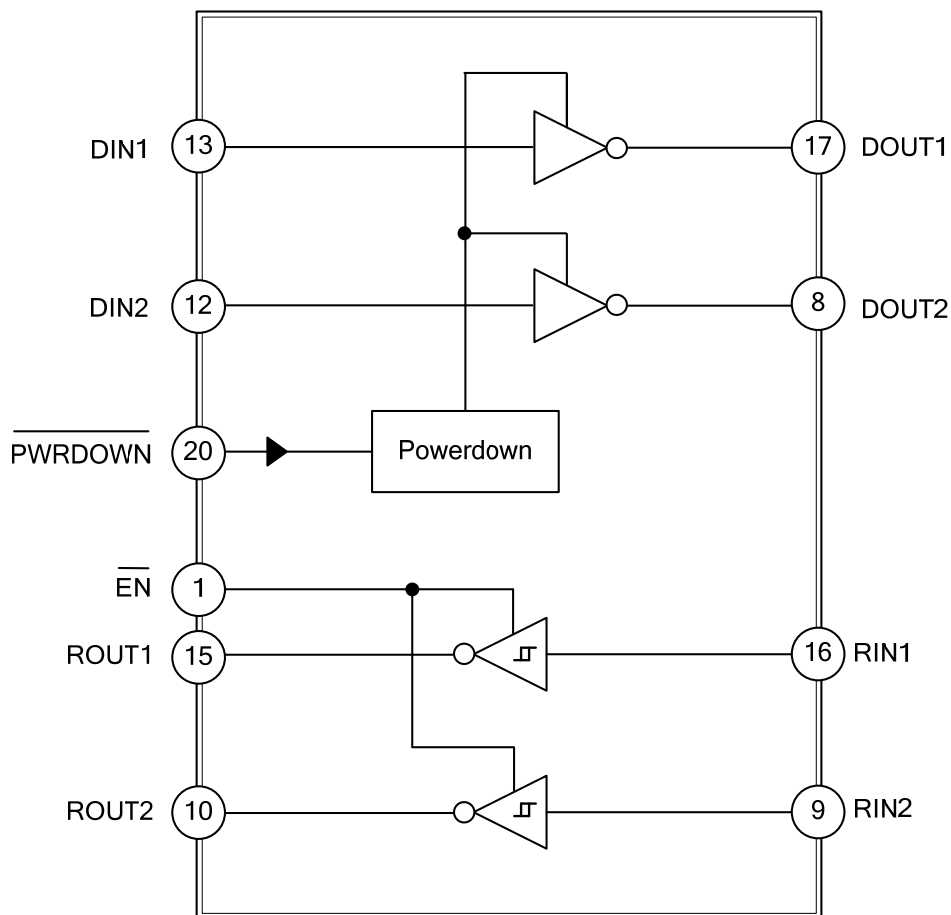 DIN1 13 17 DOUT1
DIN2 12 8 DOUT2
PWRDOWN 20 Powerdown
EN 1
ROUT1 15 16 RIN1
ROUT2 10 9 RIN2